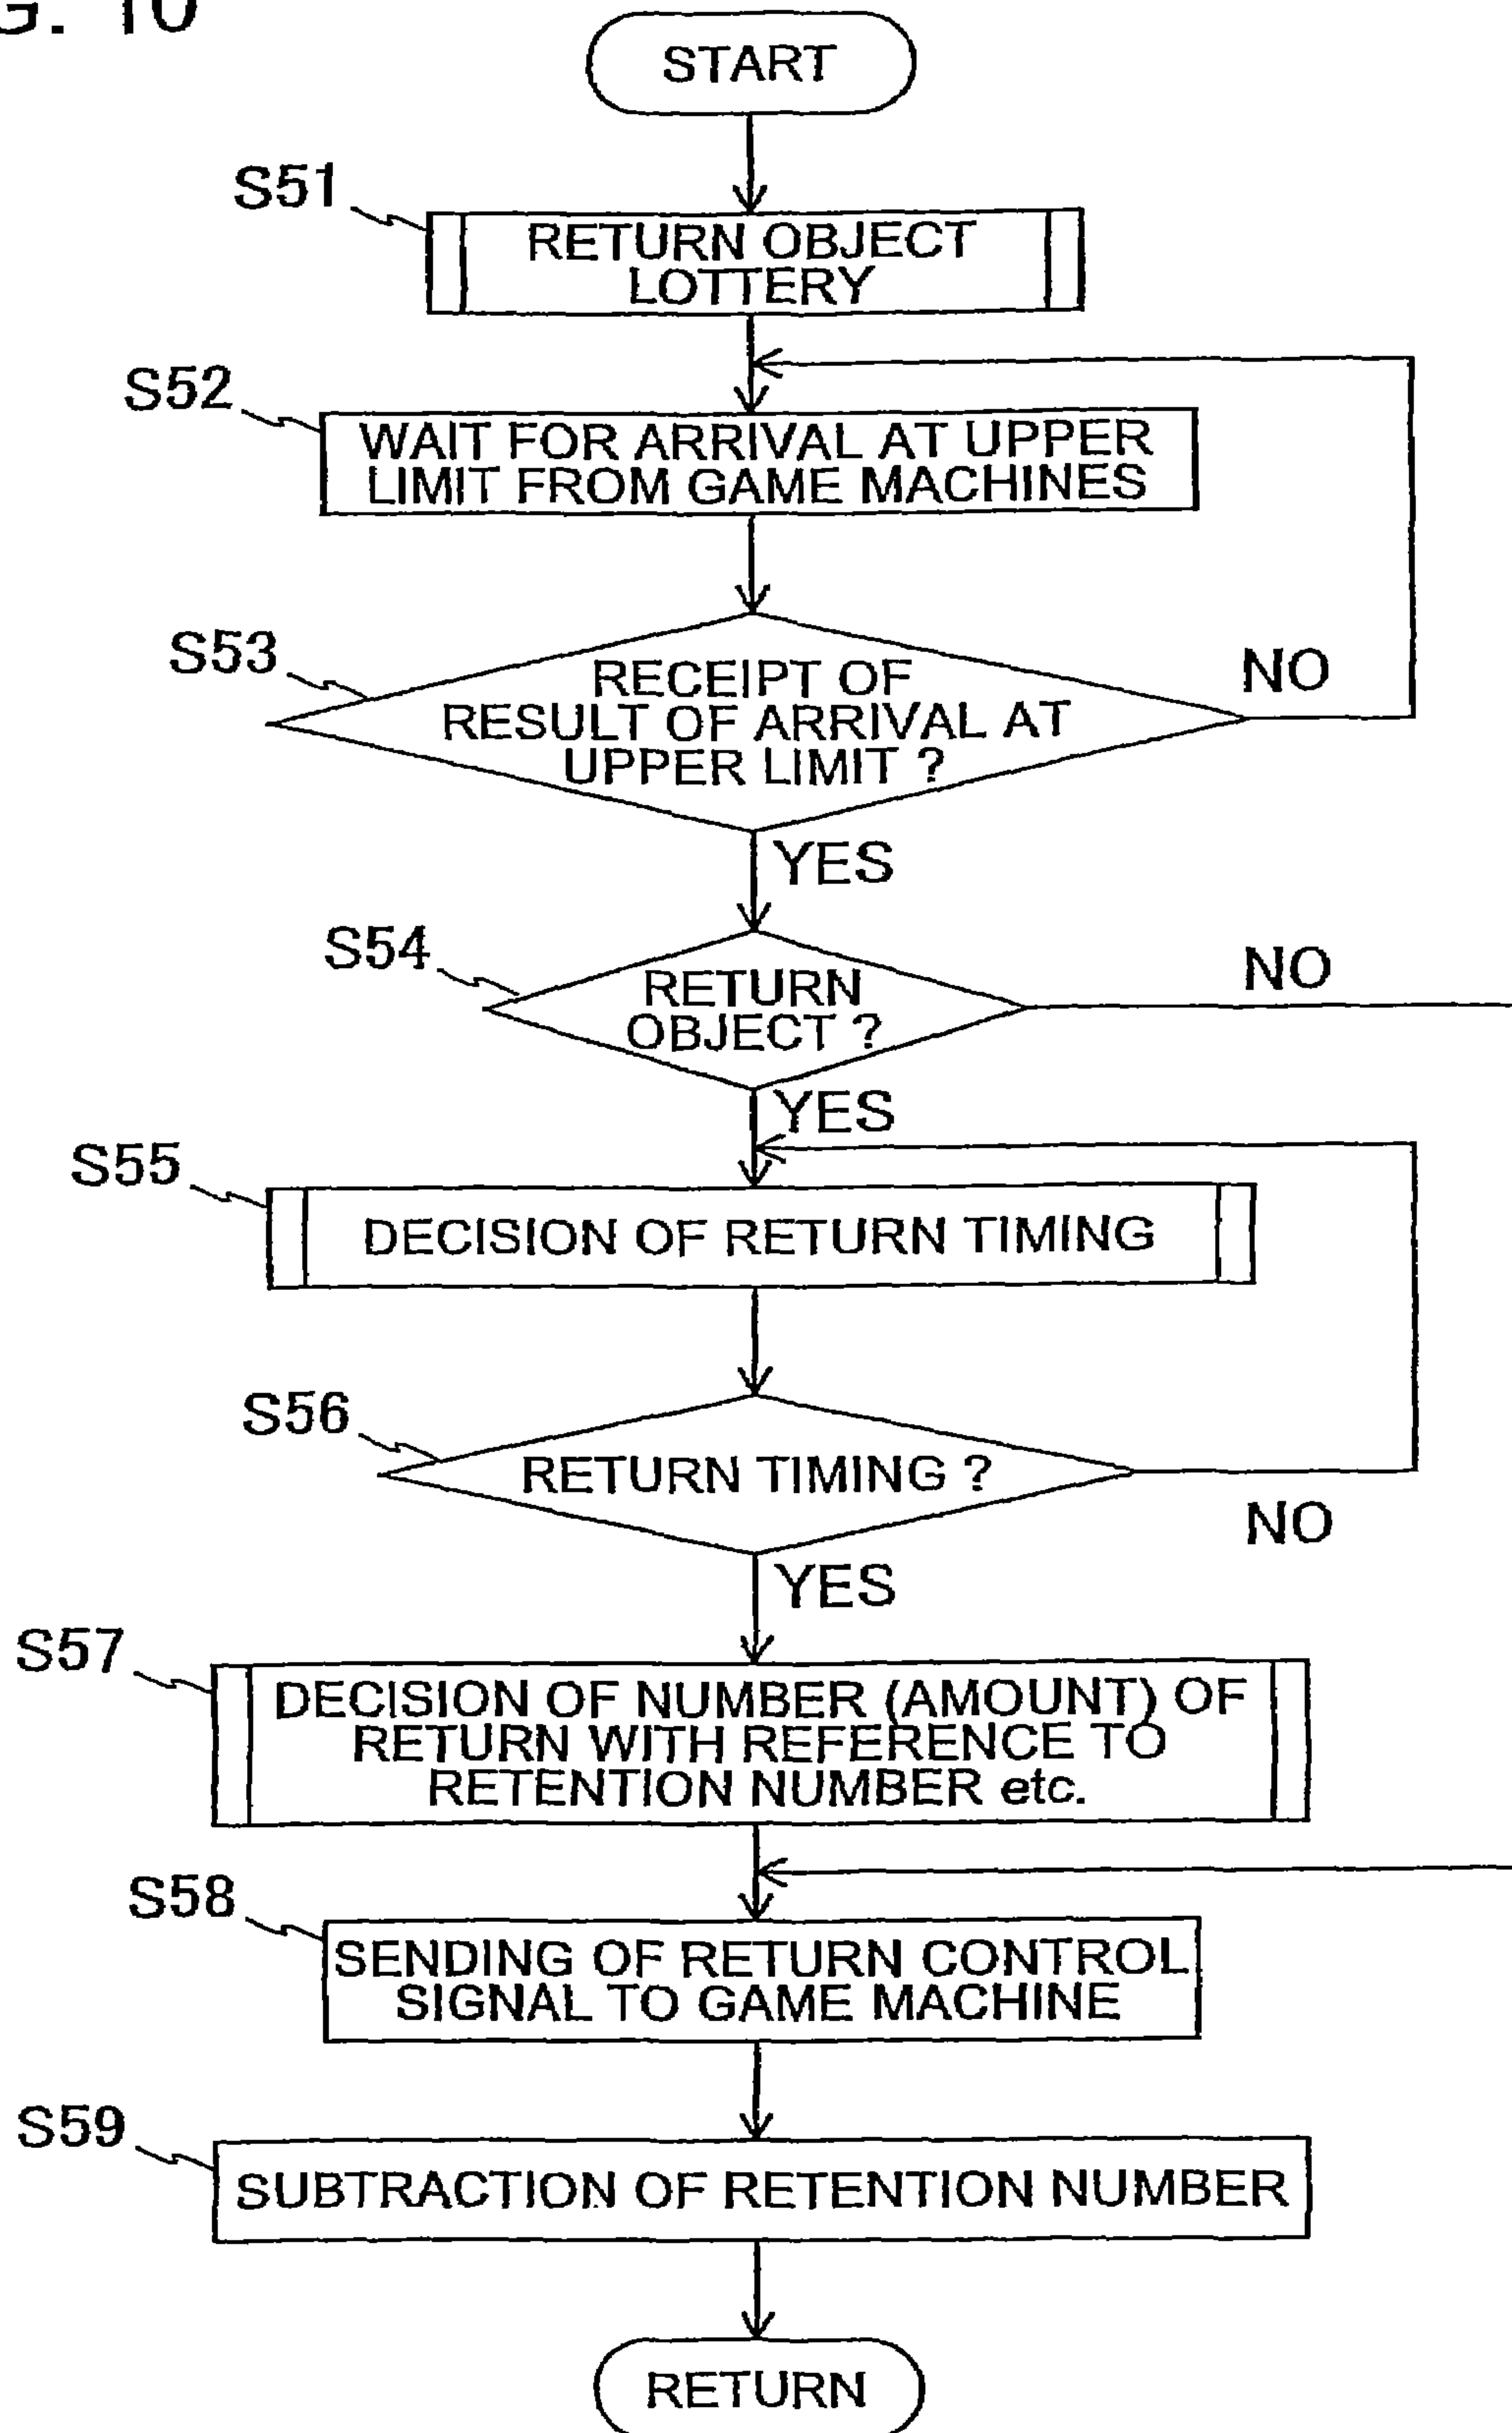 G. 10
START
S51
RETURN OBJECT
LOTTERY
S52
WAIT FOR ARRIVAL AT UPPER
LIMIT FROM GAME MACHINES
S53
RECEIPT OF
RESULT OF ARRIVAL AT
UPPER LIMIT ?
NO
YES
S54
RETURN
OBJECT ?
NO
YES
S55
DECISION OF RETURN TIMING
S56
RETURN TIMING ?
NO
YES
S57
DECISION OF NUMBER (AMOUNT) OF
RETURN WITH REFERENCE TO
RETENTION NUMBER etc.
S58
SENDING OF RETURN CONTROL
SIGNAL TO GAME MACHINE
S59
SUBTRACTION OF RETENTION NUMBER
RETURN